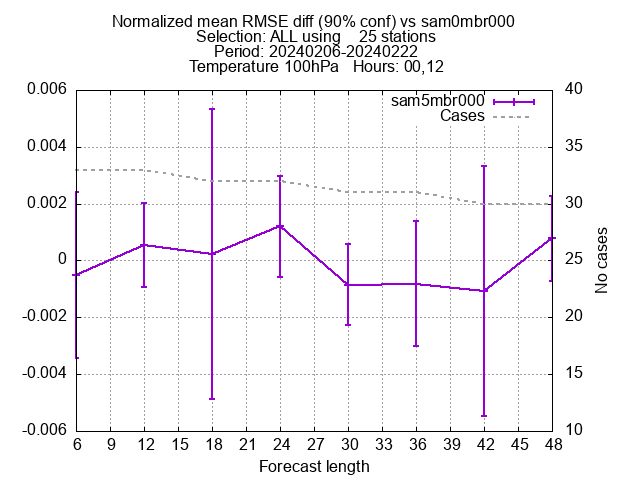 Normalized mean RMSE diff (90% conf) vs sam0mbr000
Selection: ALL using    25 stations
Period: 20240206-20240222
Temperature 100hPa   Hours: 00,12
sam5mbr000
Cases
0.006
0.004
0.002
0
-0.002
-0.004
-0.006
40
35
30
25
20
15
10
No cases
6 9 12 15 18 21 24 27 30 33 36 39 42 45 48
Forecast length